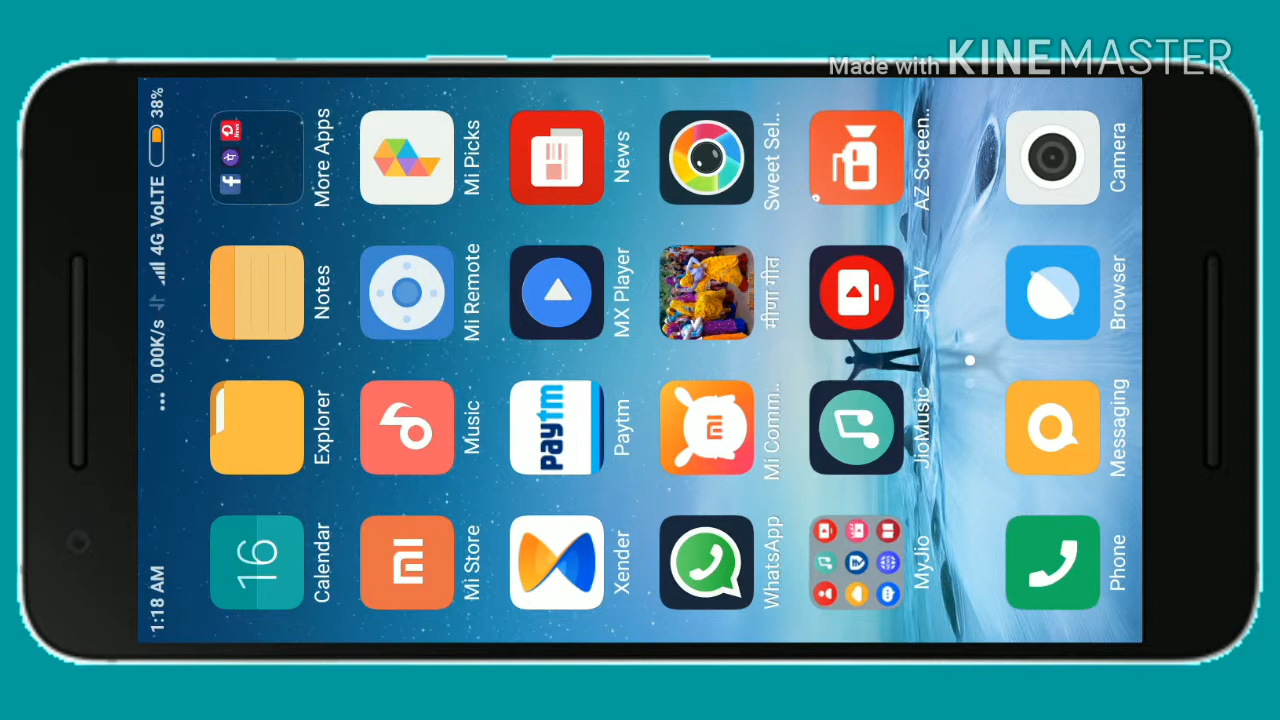 Made with KINEMASTER
1:18 AM ... 0.00K/s 4G VoLTE 38%
16
Calendar Explorer Notes More Apps
Mi Store Music Mi Remote Mi Picks
paytm
Xender Paytm MX Player News
WhatsApp Mi Comm.. मीणा गीत Sweet Sel..
MyJio JioMusic JioTV AZ Screen..
Phone Messaging Browser Camera